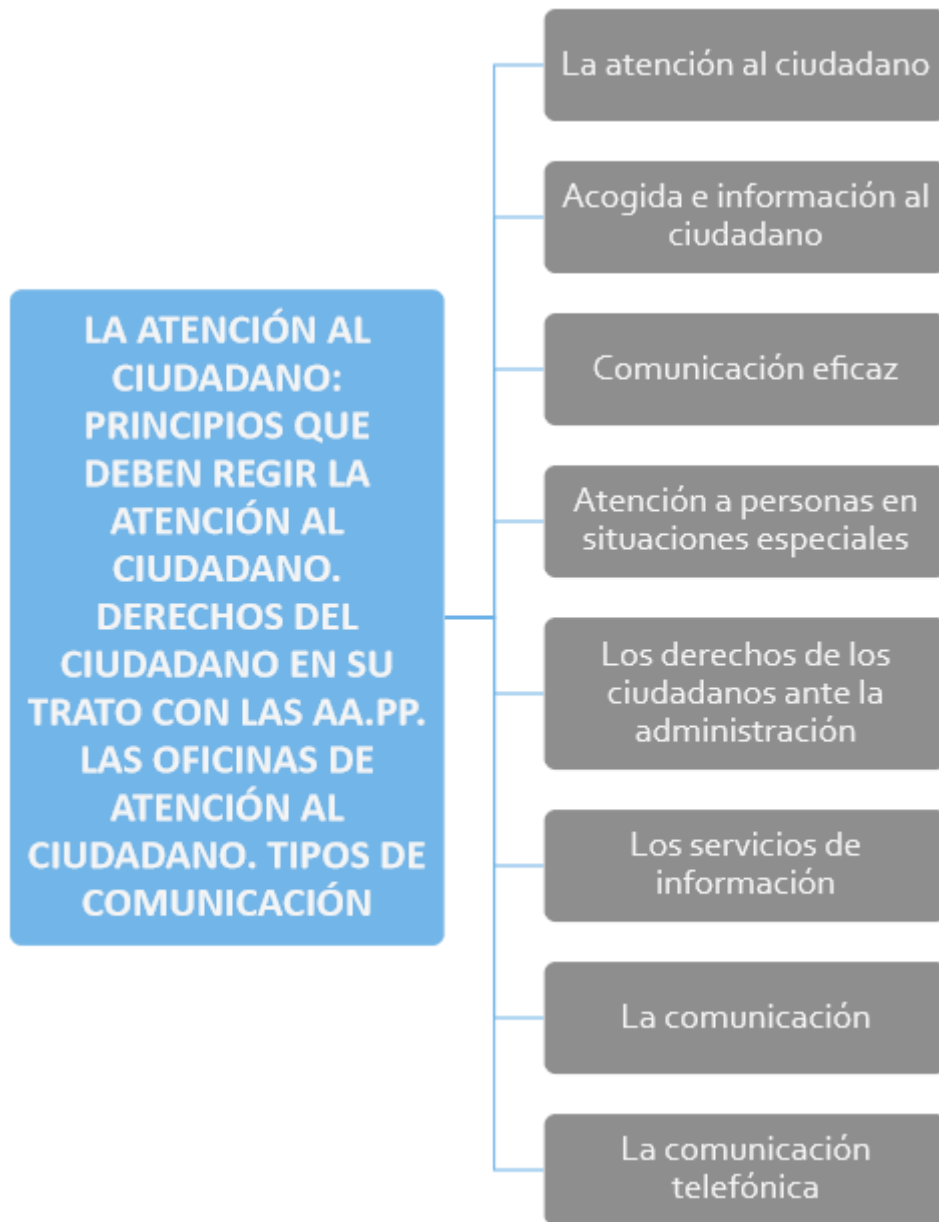 LA ATENCIÓN AL
CIUDADANO:
PRINCIPIOS QUE
DEBEN REGIR LA
ATENCIÓN AL
CIUDADANO.
DERECHOS DEL
CIUDADANO EN SU
TRATO CON LAS AA.PP.
LAS OFICINAS DE
ATENCIÓN AL
CIUDADANO. TIPOS DE
COMUNICACIÓN
La atención al ciudadano
Acogida e información al
ciudadano
Comunicación eficaz
Atención a personas en
situaciones especiales
Los derechos de los
ciudadanos ante la
administración
Los servicios de
información
La comunicación
La comunicación
telefónica